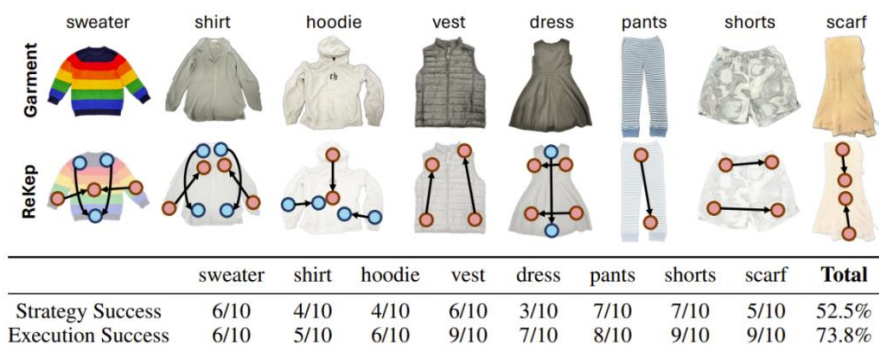 sweater shirt hoodie vest dress pants shorts scarf
Garment
ReKep
sweater shirt hoodie vest dress pants shorts scarf Total
Strategy Success 6/10 4/10 4/10 6/10 3/10 7/10 7/10 5/10 52.5%
Execution Success 6/10 5/10 6/10 9/10 7/10 8/10 9/10 9/10 73.8%